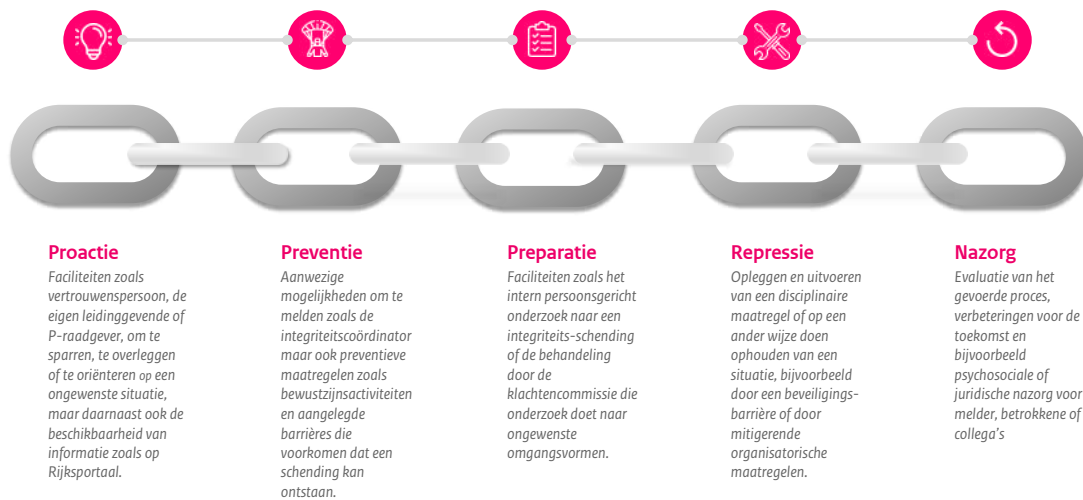 Proactie
Faciliteiten zoals
vertrouwenspersoon, de
eigen leidinggevende of
P-raadgever, om te
sparren, te overleggen
of te oriënteren op een
ongewenste situatie,
maar daarnaast ook de
beschikbaarheid van
informatie zoals op
Rijksportaal.
Preventie
Aanwezige
mogelijkheden om te
melden zoals de
integriteitscoördinator
maar ook preventieve
maatregelen zoals
bewustzijnsactiviteiten
en aangelegde
barrières die
voorkomen dat een
schending kan
ontstaan.
Preparatie
Faciliteiten zoals het
intern persoonsgericht
onderzoek naar een
integriteits-schending
of de behandeling
door de
klachtencommissie die
onderzoek doet naar
ongewenste
omgangsvormen.
Repressie
Opleggen en uitvoeren
van een disciplinaire
maatregel of op een
ander wijze doen
ophouden van een
situatie, bijvoorbeeld
door een beveiligings-
barrière of door
mitigerende
organisatorische
maatregelen.
Nazorg
Evaluatie van het
gevoerde proces,
verbeteringen voor de
toekomst en
bijvoorbeeld
psychosociale of
juridische nazorg voor
melder, betrokkene of
collega's